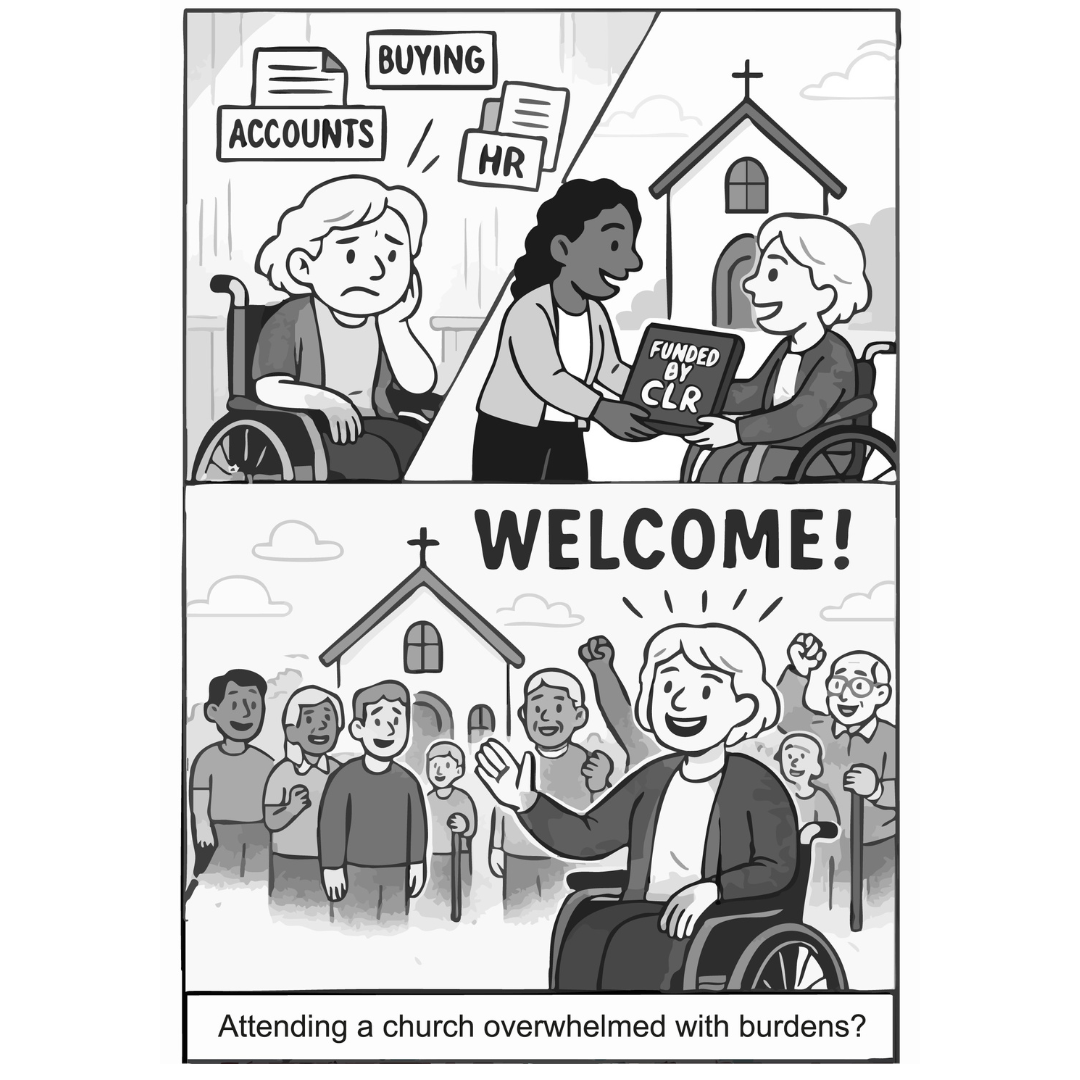 BUYING
ACCOUNTS
HR
FUNDED
BY
CLR
WELCOME!
Attending a church overwhelmed with burdens?